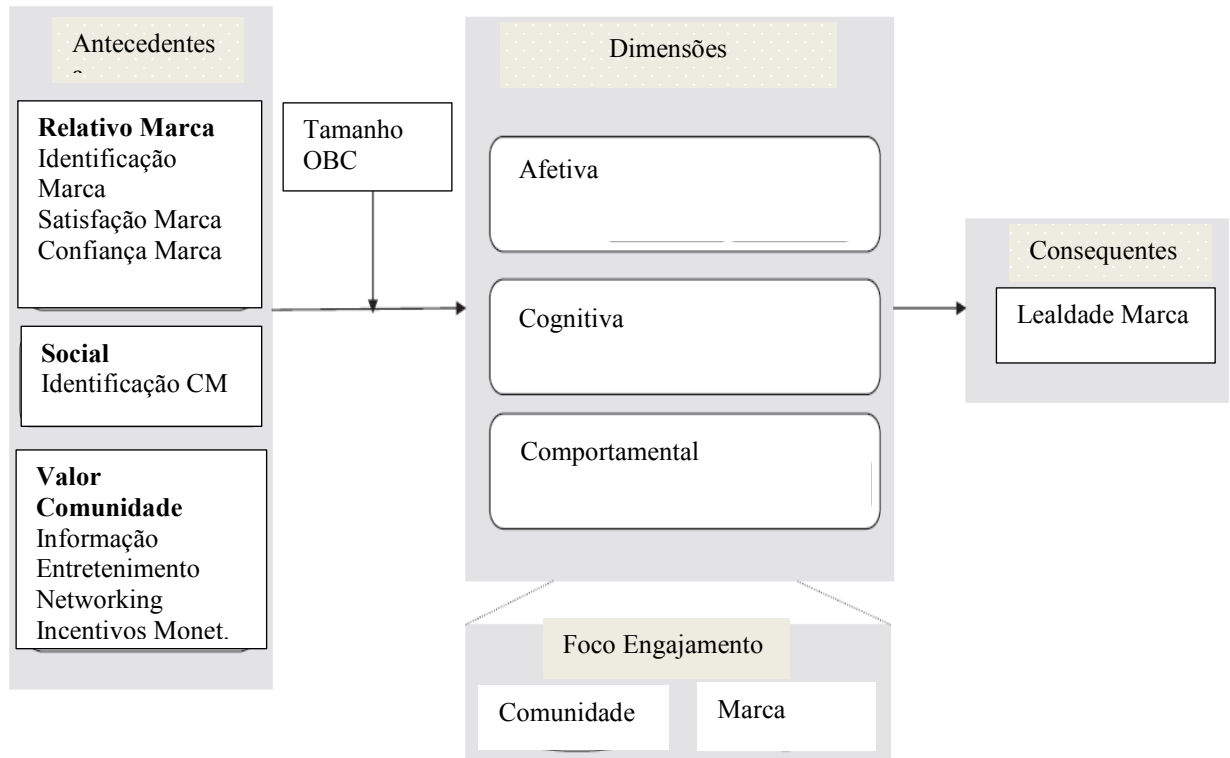 Antecedentes
Relativo Marca
Identificação
Marca
Satisfação Marca
Confiança Marca
Social
Identificação CM
Valor
Comunidade
Informação
Entretenimento
Networking
Incentivos Monet.
Tamanho
OBC
Dimensões
Afetiva
Cognitiva
Comportamental
Foco Engajamento
Comunidade
Marca
Consequentes
Lealdade Marca